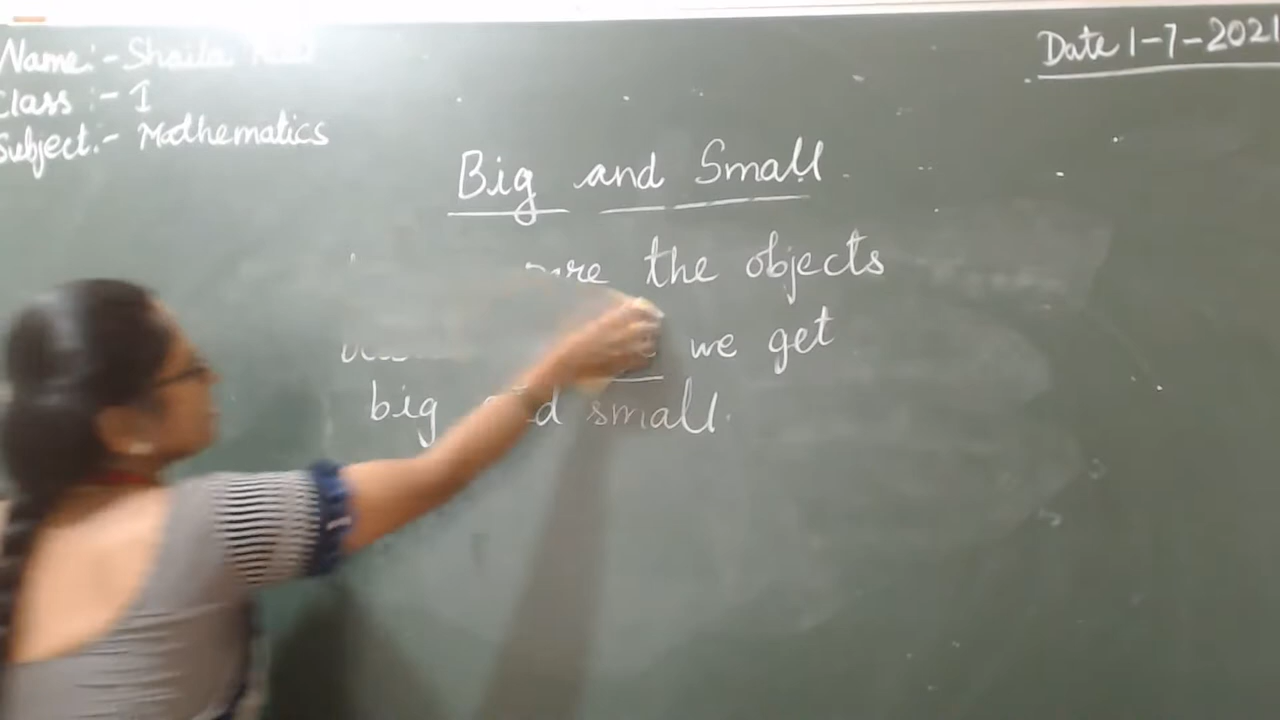 Name:- Shaila
Date 1-7-2021
Class :- I
Subject:- Mathematics
Big and Small
the objects
we get
big and small.